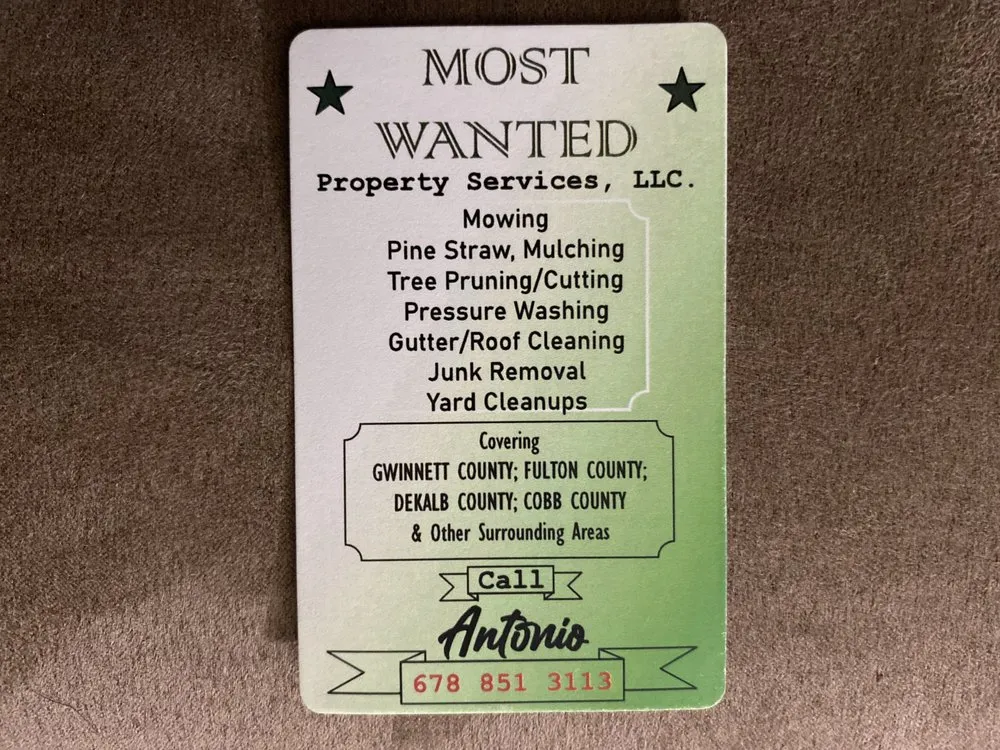 MOST
WANTED
Property Services, LLC.
Mowing
Pine Straw, Mulching
Tree Pruning/Cutting
Pressure Washing
Gutter/Roof Cleaning
Junk Removal
Yard Cleanups
Covering
GWINNETT COUNTY; FULTON COUNTY;
DEKALB COUNTY; COBB COUNTY
& Other Surrounding Areas
Call
Antonio
678 851 3113